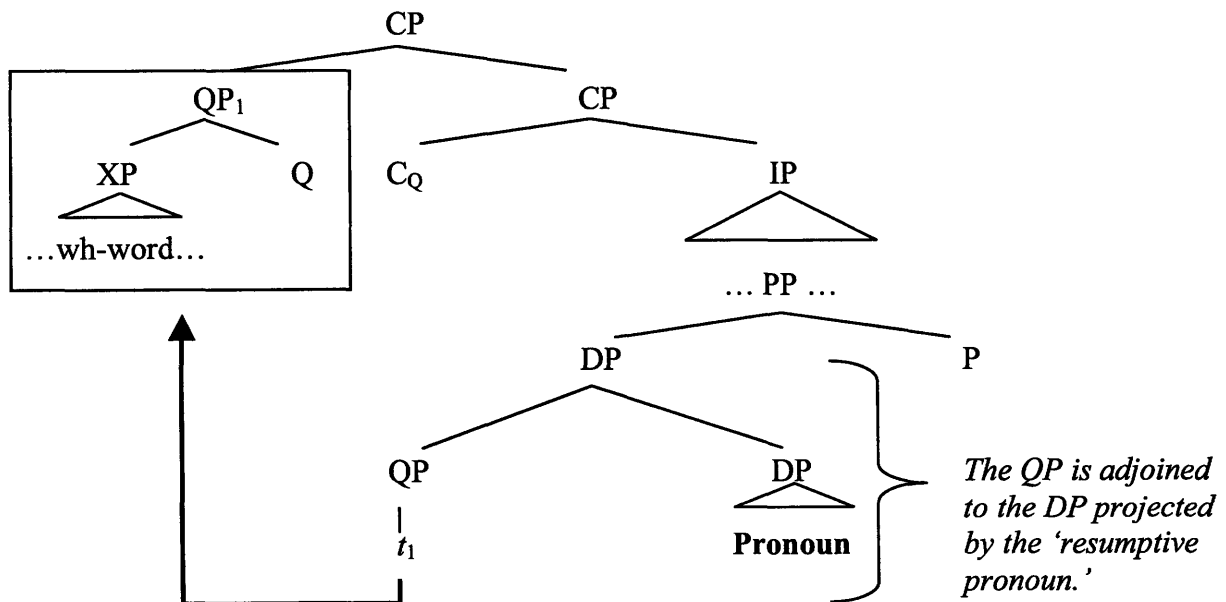 CP
QP₁ CP
XP Q C_Q IP
…wh-word…
… PP …
DP P
QP DP
t₁ Pronoun
The QP is adjoined
to the DP projected
by the ‘resumptive
pronoun.’